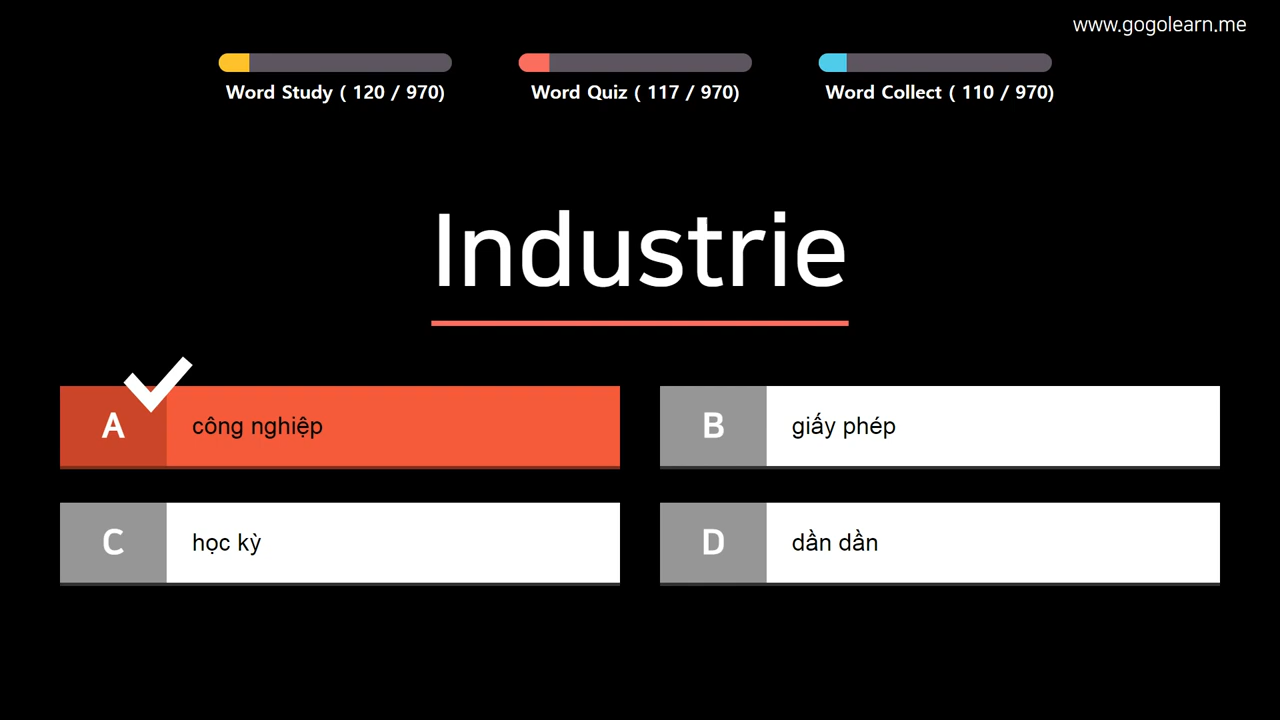 www.gogolearn.me
Word Study ( 120 / 970)
Word Quiz ( 117 / 970)
Word Collect ( 110 / 970)
Industrie
A
công nghiệp
B
giấy phép
C
học kỳ
D
dần dần